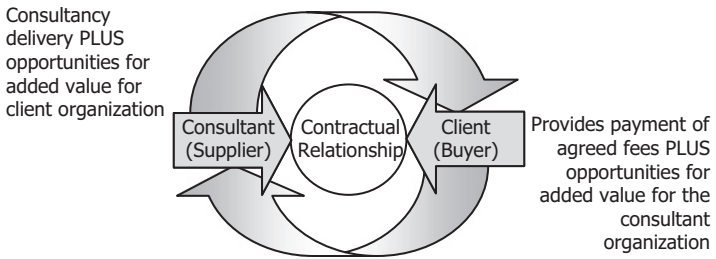 Consultancy
delivery PLUS
opportunities for
added value for
client organization
Consultant
(Supplier)
Contractual
Relationship
Client
(Buyer)
Provides payment of
agreed fees PLUS
opportunities for
added value for the
consultant
organization